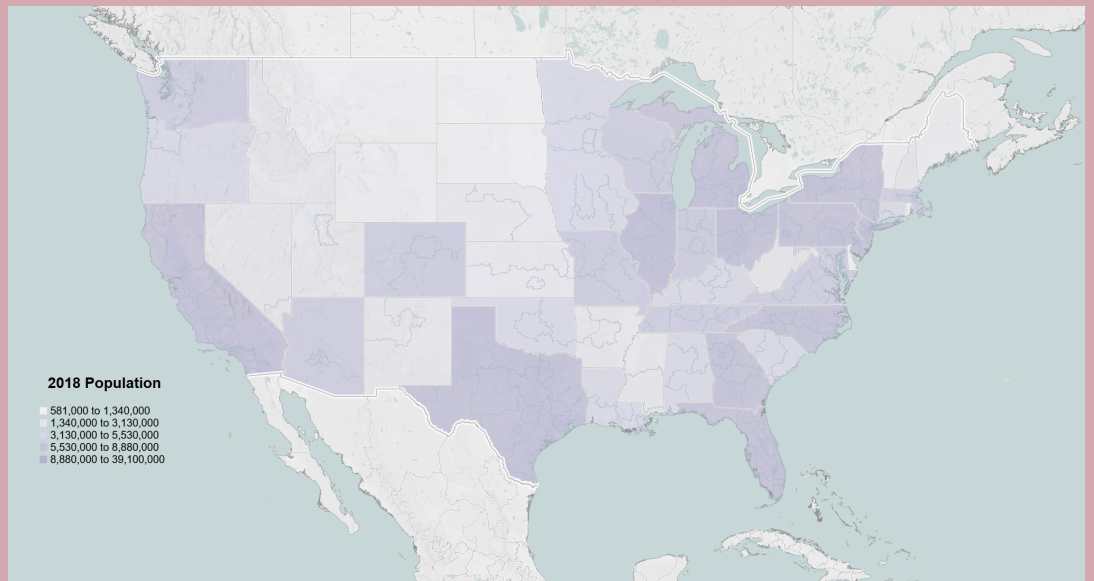 2018 Population
581,000 to 1,340,000
1,340,000 to 3,130,000
3,130,000 to 5,530,000
5,530,000 to 8,880,000
8,880,000 to 39,100,000